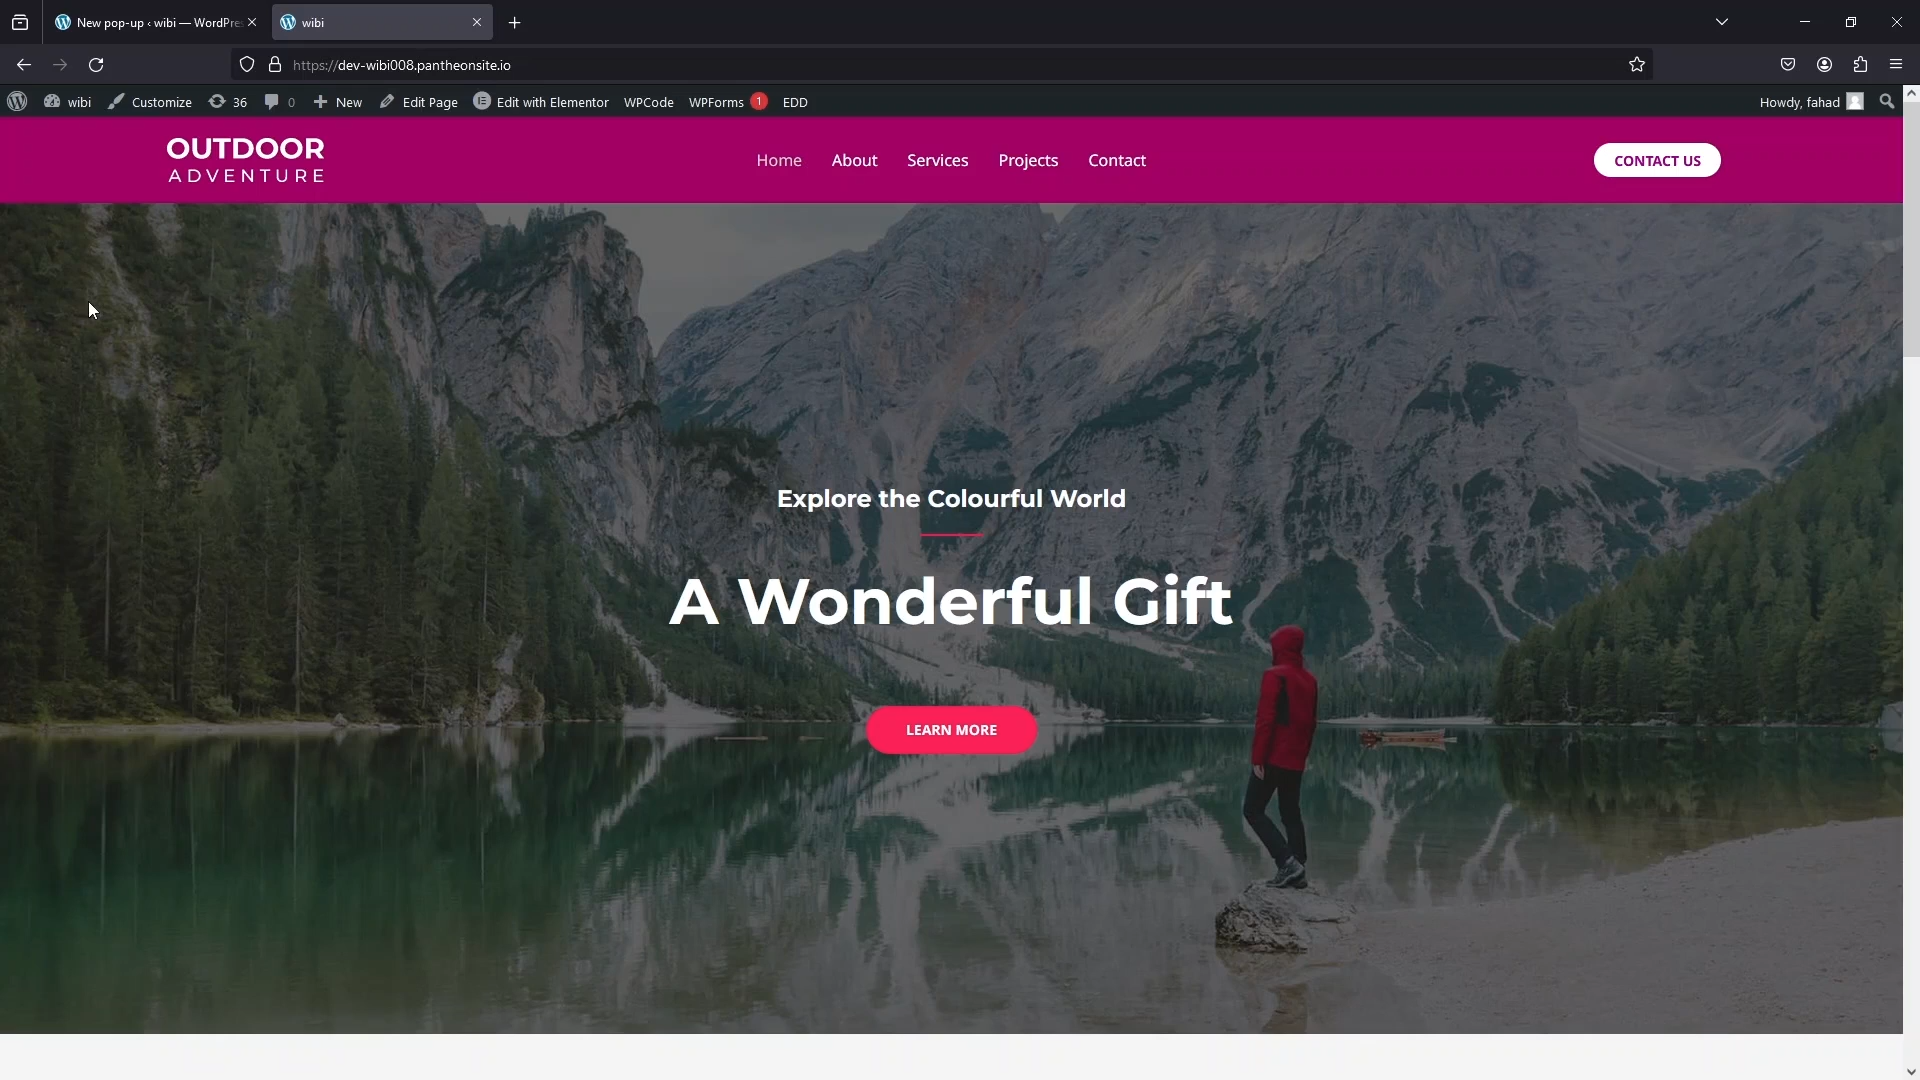 New pop-up ‹ wibi — WordPre
wibi
https://dev-wibi008.pantheonsite.io
wibi
Customize
36
0
New
Edit Page
Edit with Elementor
WPCode
WPForms 1
EDD
Howdy, fahad
OUTDOOR
ADVENTURE
Home
About
Services
Projects
Contact
CONTACT US
Explore the Colourful World
A Wonderful Gift
LEARN MORE